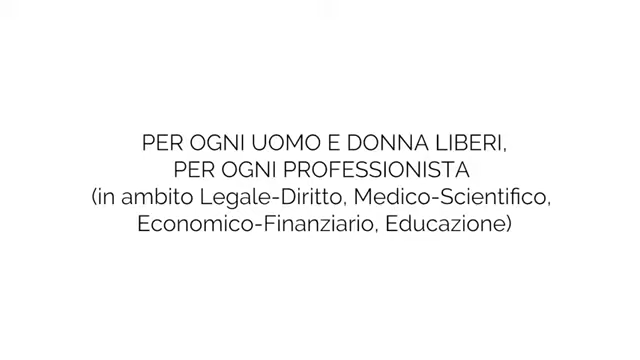 PER OGNI UOMO E DONNA LIBERI,
PER OGNI PROFESSIONISTA
(in ambito Legale-Diritto, Medico-Scientifico,
Economico-Finanziario, Educazione)